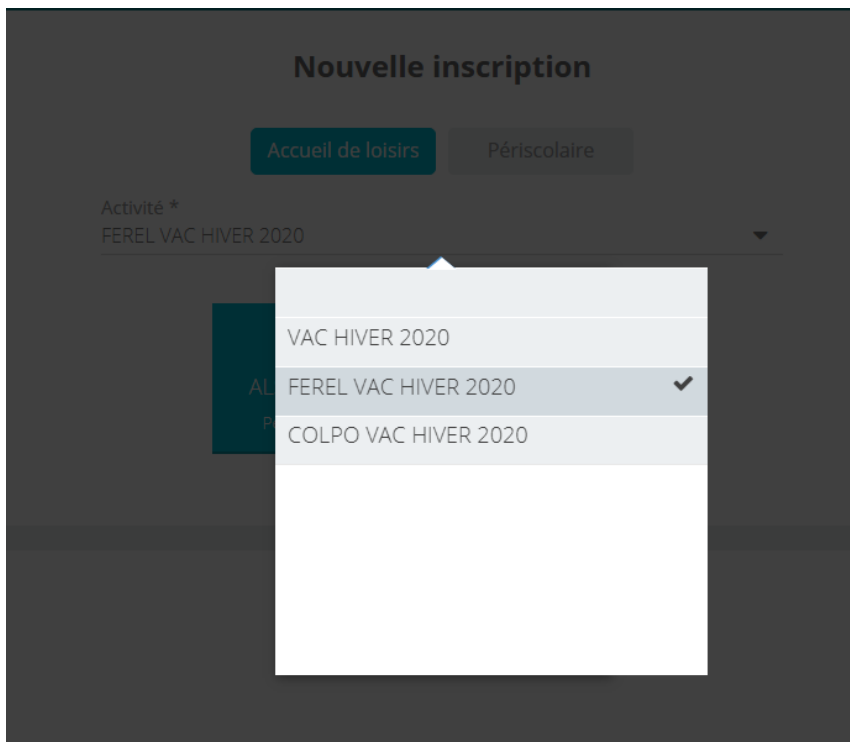 Nouvelle inscription
Accueil de loisirs
Périscolaire
Activité *
FEREL VAC HIVER 2020
VAC HIVER 2020
FEREL VAC HIVER 2020
COLPO VAC HIVER 2020